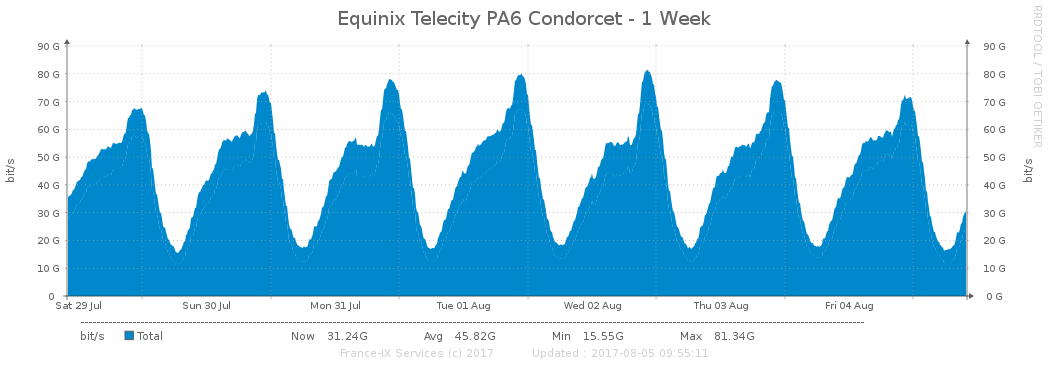 Equinix Telecity PA6 Condorcet - 1 Week
RRDTOOL / TOBI OETIKER
bit/s
bit/s
90 G 90 G
80 G 80 G
70 G 70 G
60 G 60 G
50 G 50 G
40 G 40 G
30 G 30 G
20 G 20 G
10 G 10 G
0 0 G
Sat 29 Jul Sun 30 Jul Mon 31 Jul Tue 01 Aug Wed 02 Aug Thu 03 Aug Fri 04 Aug
bit/s Total Now 31.24G Avg 45.82G Min 15.55G Max 81.34G
France-IX Services (c) 2017 Updated : 2017-08-05 09:55:11